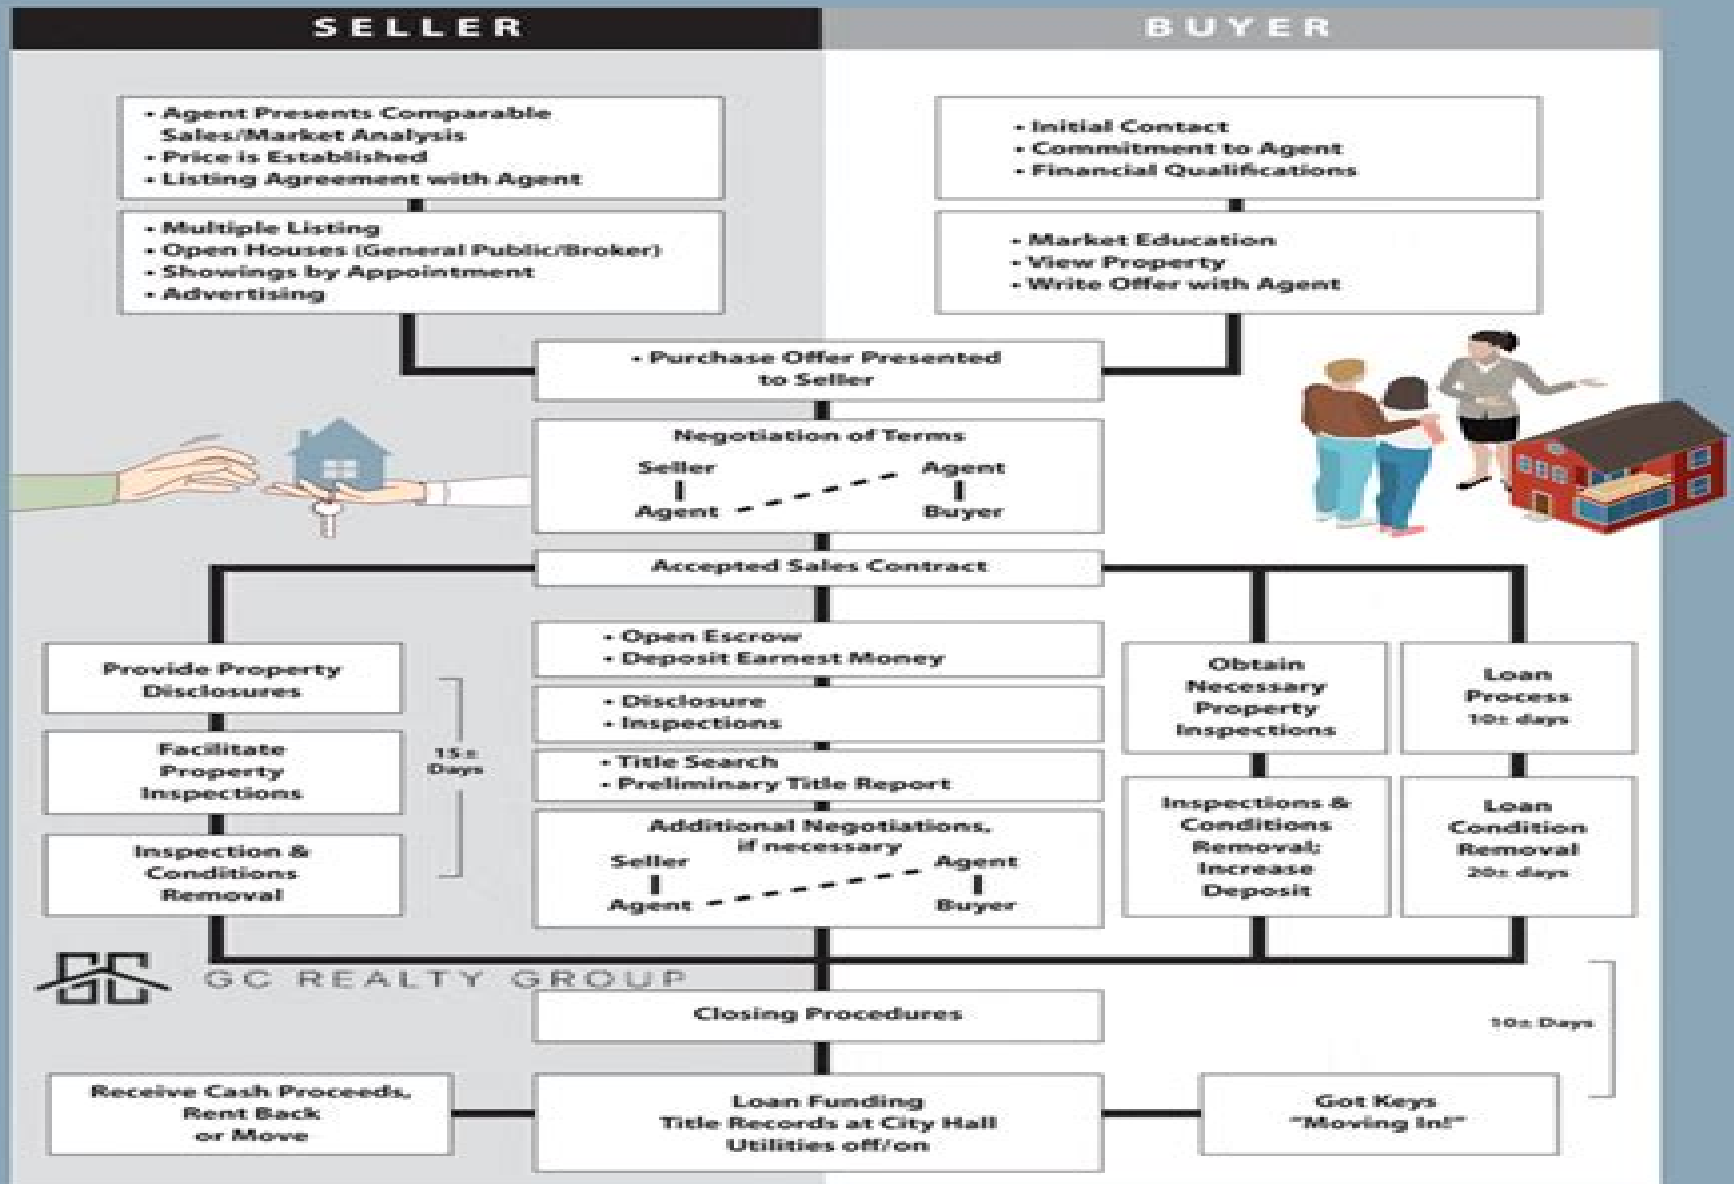 SELLER
BUYER
• Agent Presents Comparable
Sales/Market Analysis
• Price is Established
• Listing Agreement with Agent
• Initial Contact
• Commitment to Agent
• Financial Qualifications
• Multiple Listing
• Open Houses (General Public/Broker)
• Showings by Appointment
• Advertising
• Market Education
• View Property
• Write Offer with Agent
• Purchase Offer Presented
to Seller
Negotiation of Terms
Seller Agent
Agent Buyer
Accepted Sales Contract
Provide Property
Disclosures
Facilitate
Property
Inspections
Inspection &
Conditions
Removal
15±
Days
• Open Escrow
• Deposit Earnest Money
• Disclosure
• Inspections
• Title Search
• Preliminary Title Report
Additional Negotiations,
if necessary
Seller Agent
Agent Buyer
Obtain
Necessary
Property
Inspections
Inspections &
Conditions
Removal;
Increase
Deposit
Loan
Process
10± days
Loan
Condition
Removal
20± days
GC GC REALTY GROUP
Closing Procedures
10± Days
Receive Cash Proceeds,
Rent Back
or Move
Loan Funding
Title Records at City Hall
Utilities off/on
Got Keys
"Moving In!"